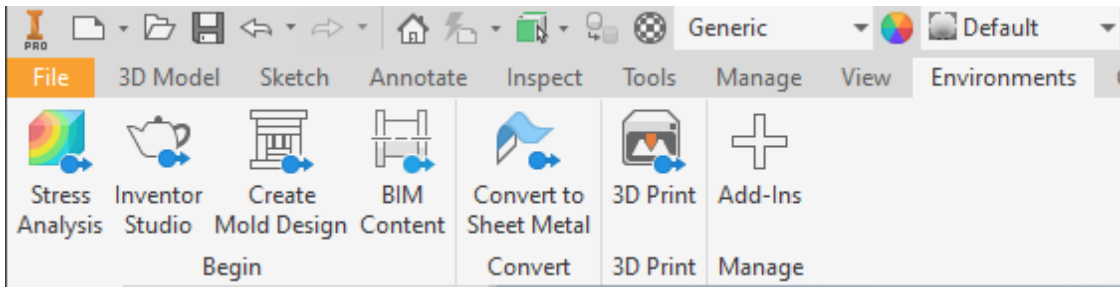 PRO
Generic
Default
File 3D Model Sketch Annotate Inspect Tools Manage View Environments
Stress Analysis
Inventor Studio
Create Mold Design
BIM Content
Convert to Sheet Metal
3D Print
Add-Ins
Begin
Convert
3D Print
Manage